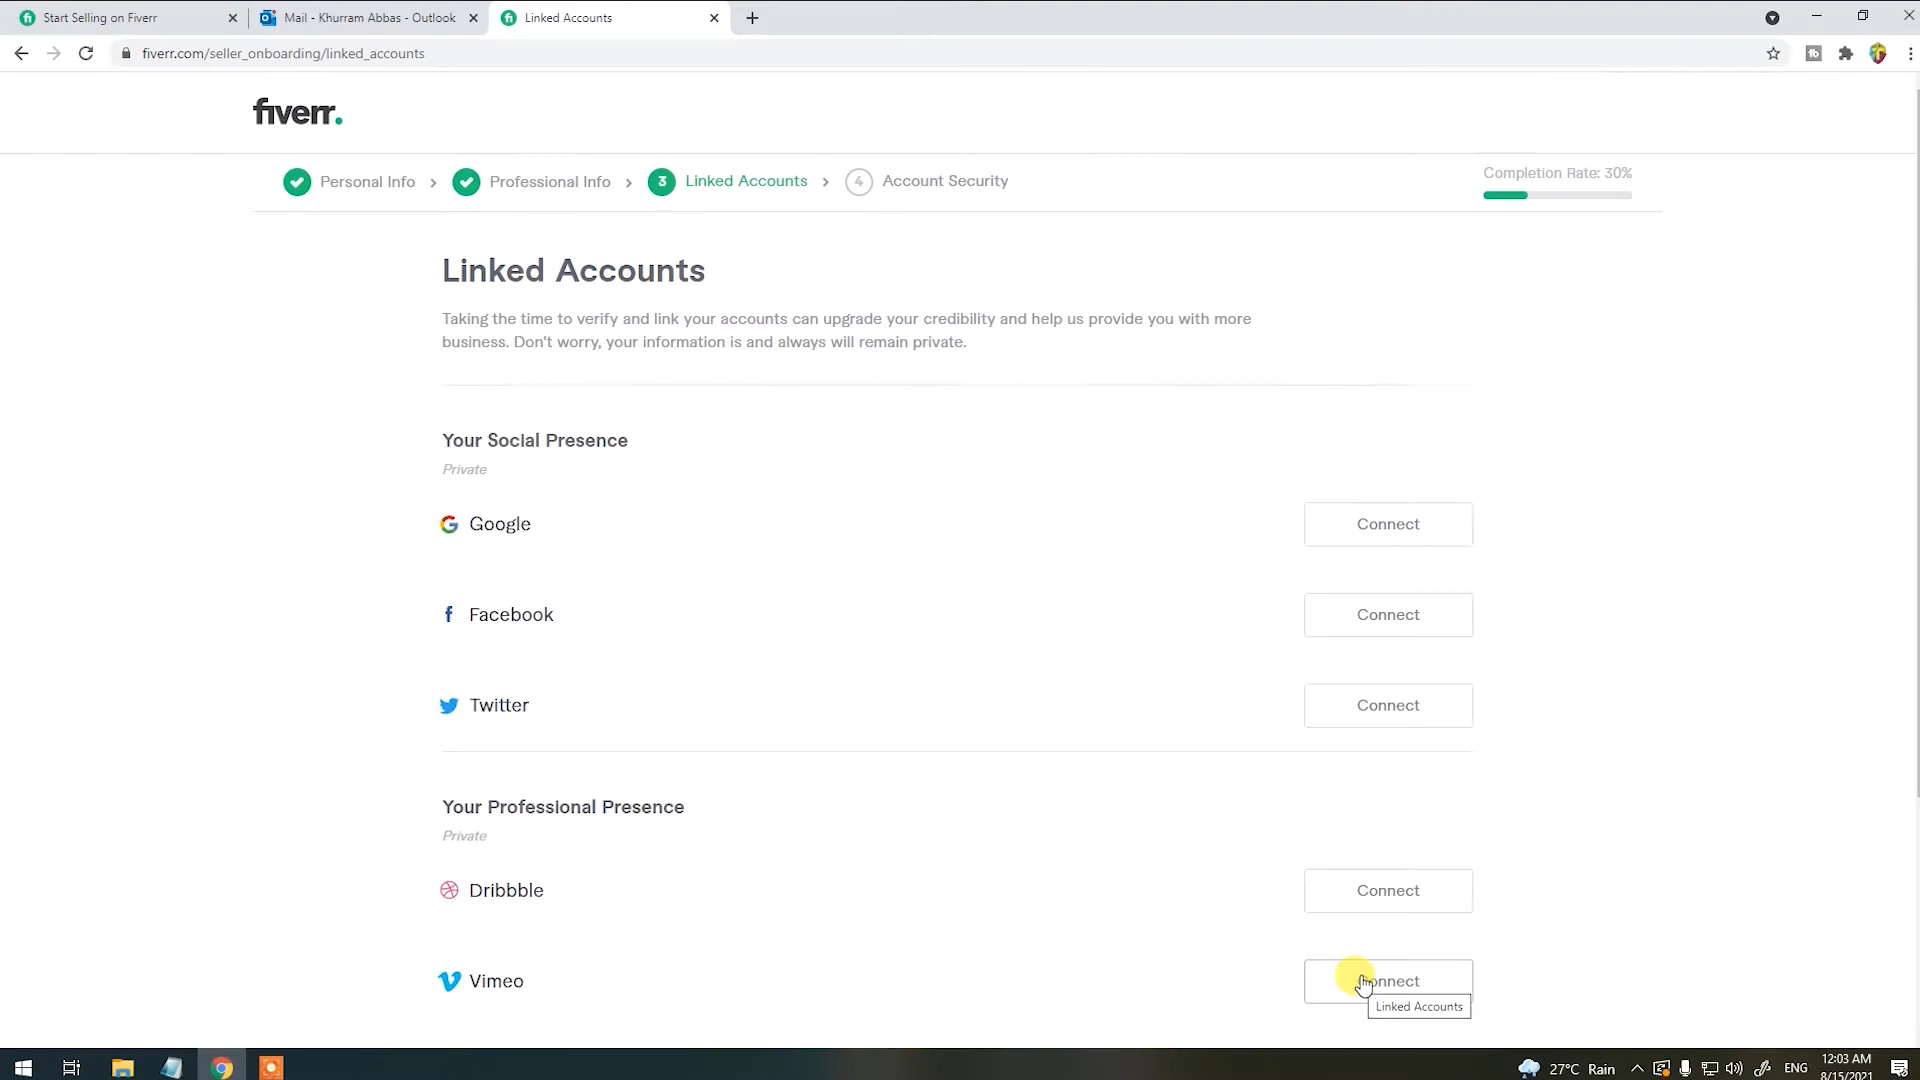 Start Selling on Fiverr
Mail - Khurram Abbas - Outlook
Linked Accounts
fiverr.com/seller_onboarding/linked_accounts
fiverr.
Personal Info
Professional Info
3 Linked Accounts
4 Account Security
Completion Rate: 30%
Linked Accounts
Taking the time to verify and link your accounts can upgrade your credibility and help us provide you with more
business. Don't worry, your information is and always will remain private.
Your Social Presence
Private
Google
Connect
Facebook
Connect
Twitter
Connect
Your Professional Presence
Private
Dribbble
Connect
Vimeo
Connect
Linked Accounts
27°C Rain
ENG
12:03 AM
8/15/2021